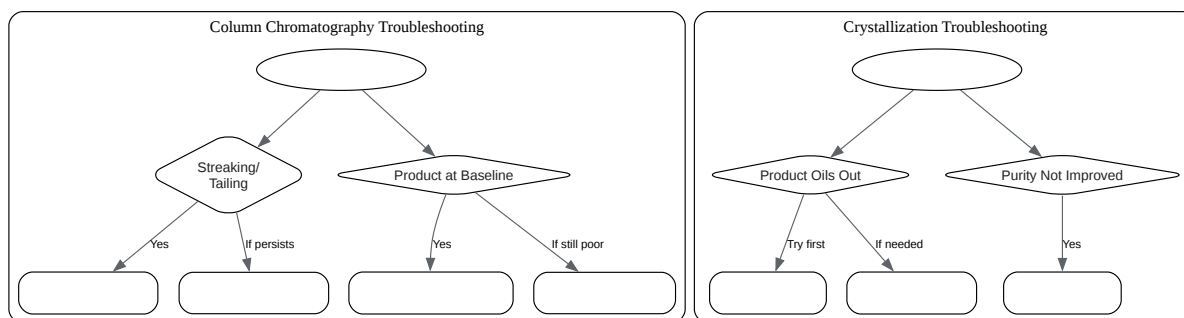 Column Chromatography Troubleshooting
Crystallization Troubleshooting
Streaking/
Tailing
Product at Baseline
Product Oils Out
Purity Not Improved
Yes
If persists
Yes
If still poor
Try first
If needed
Yes